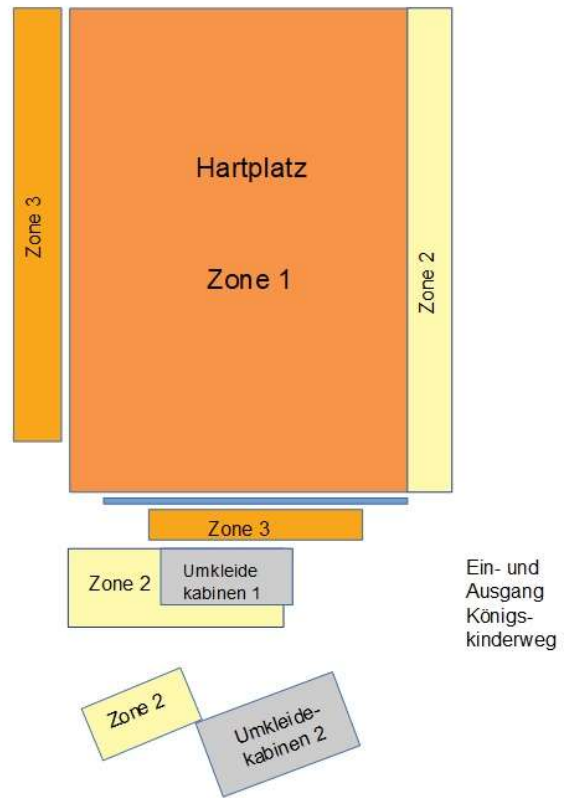 Hartplatz
Zone 1
Zone 3
Zone 2
Zone 3
Zone 2
Umkleide
kabinen 1
Ein- und
Ausgang
Königs-
kinderweg
Zone 2
Umkleide-
kabinen 2